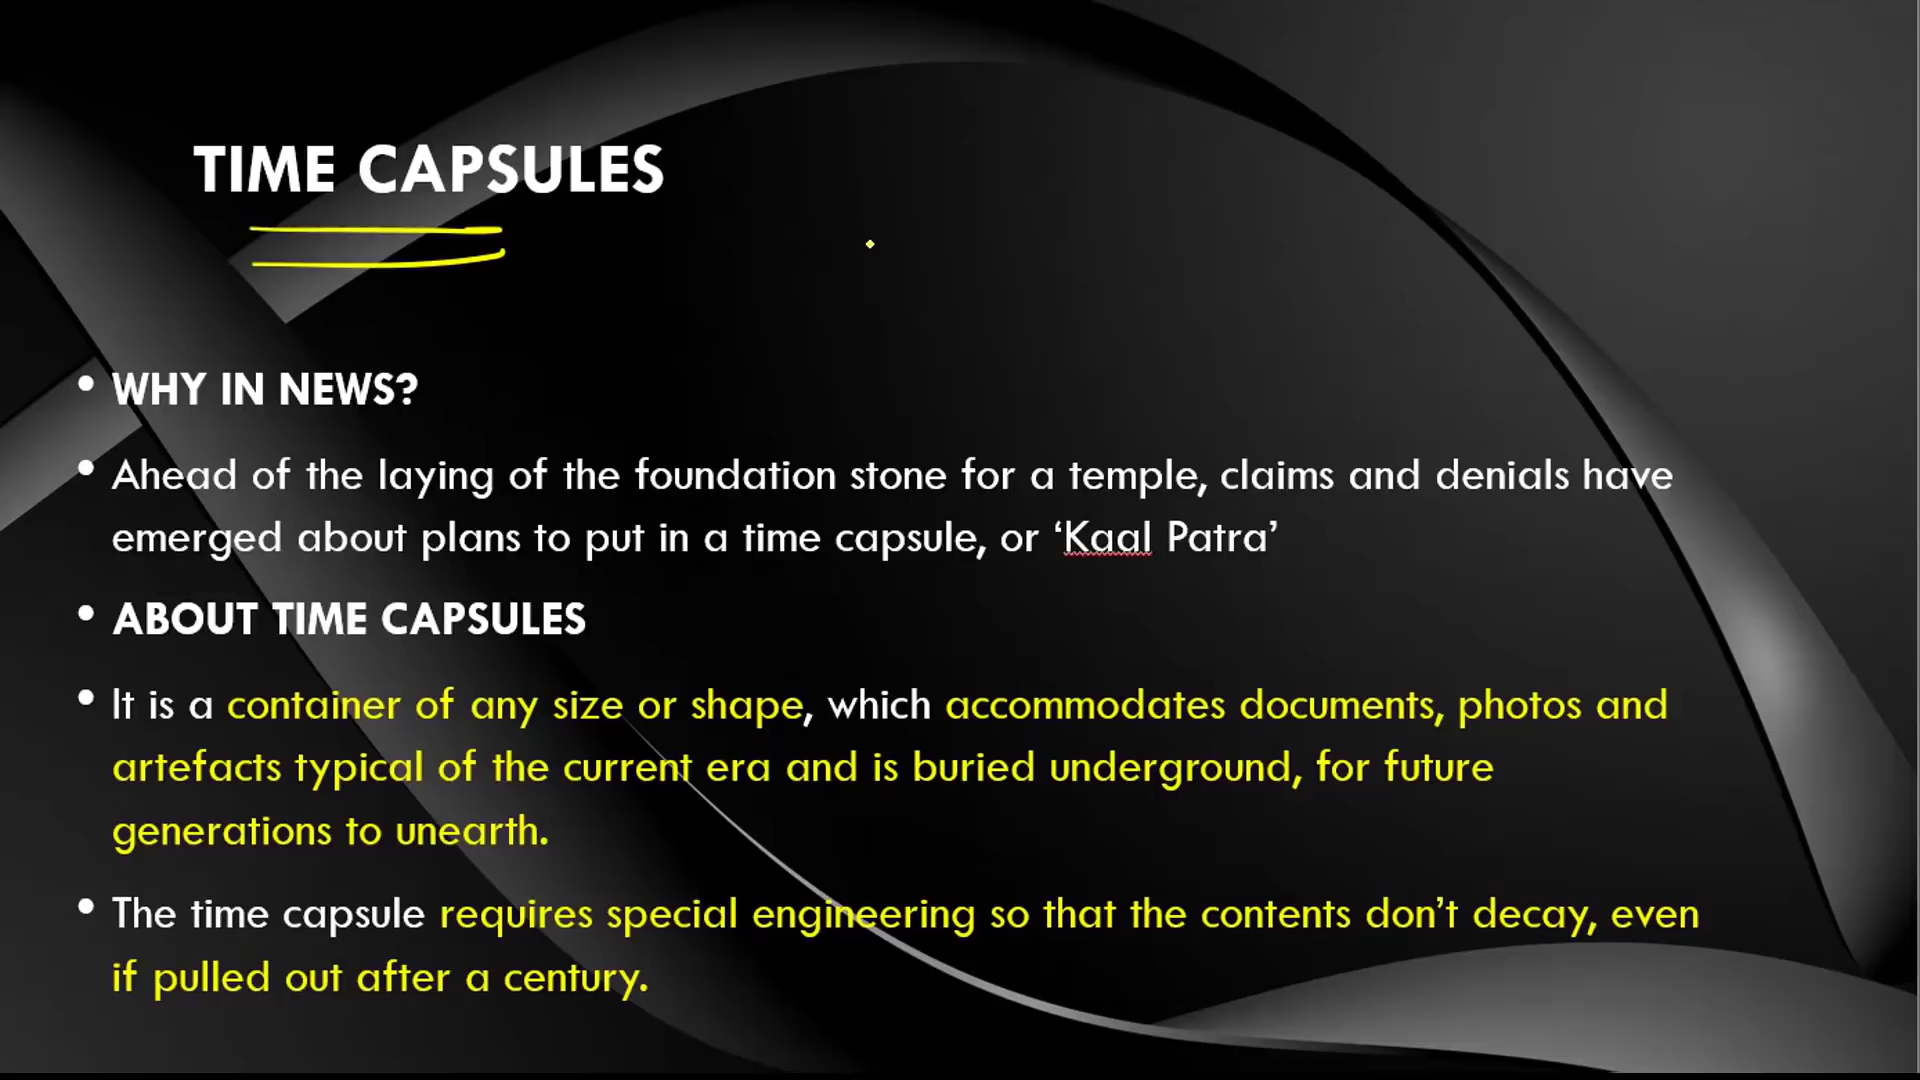 TIME CAPSULES
• WHY IN NEWS?
• Ahead of the laying of the foundation stone for a temple, claims and denials have
emerged about plans to put in a time capsule, or ‘Kaal Patra’
• ABOUT TIME CAPSULES
• It is a container of any size or shape, which accommodates documents, photos and
artefacts typical of the current era and is buried underground, for future
generations to unearth.
• The time capsule requires special engineering so that the contents don’t decay, even
if pulled out after a century.